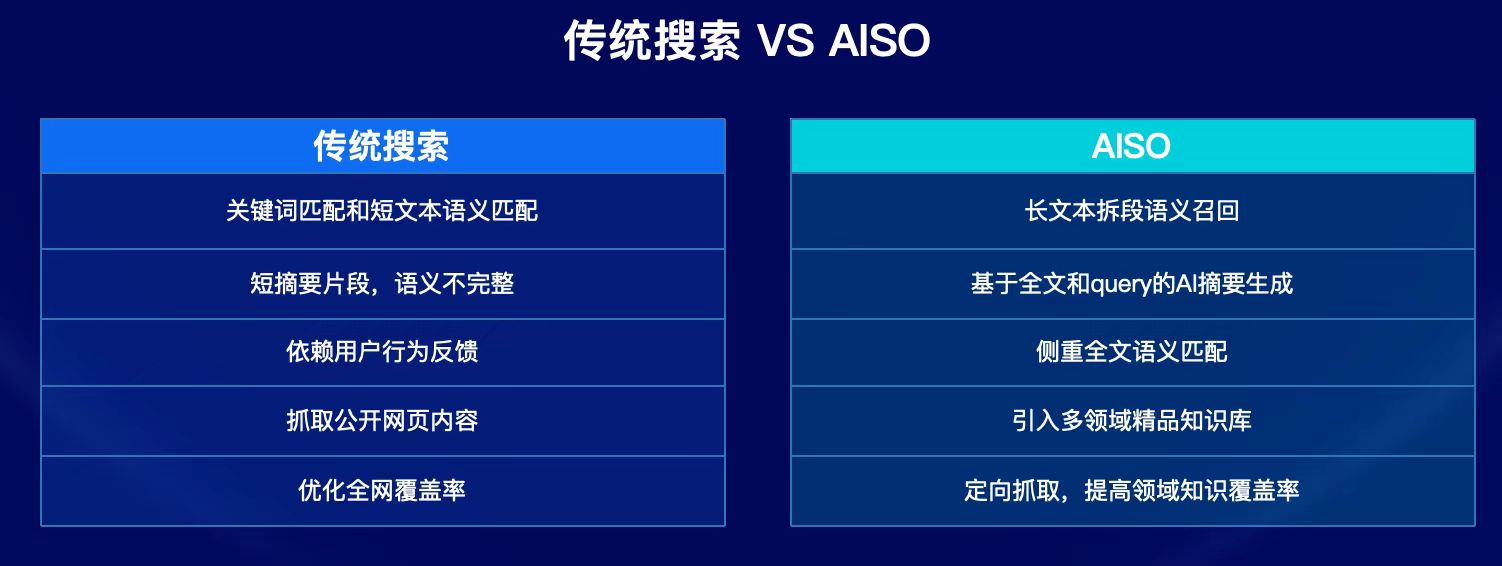 传统搜索 VS AISO
传统搜索
关键词匹配和短文本语义匹配
短摘要片段，语义不完整
依赖用户行为反馈
抓取公开网页内容
优化全网覆盖率
AISO
长文本拆段语义召回
基于全文和query的AI摘要生成
侧重全文语义匹配
引入多领域精品知识库
定向抓取，提高领域知识覆盖率